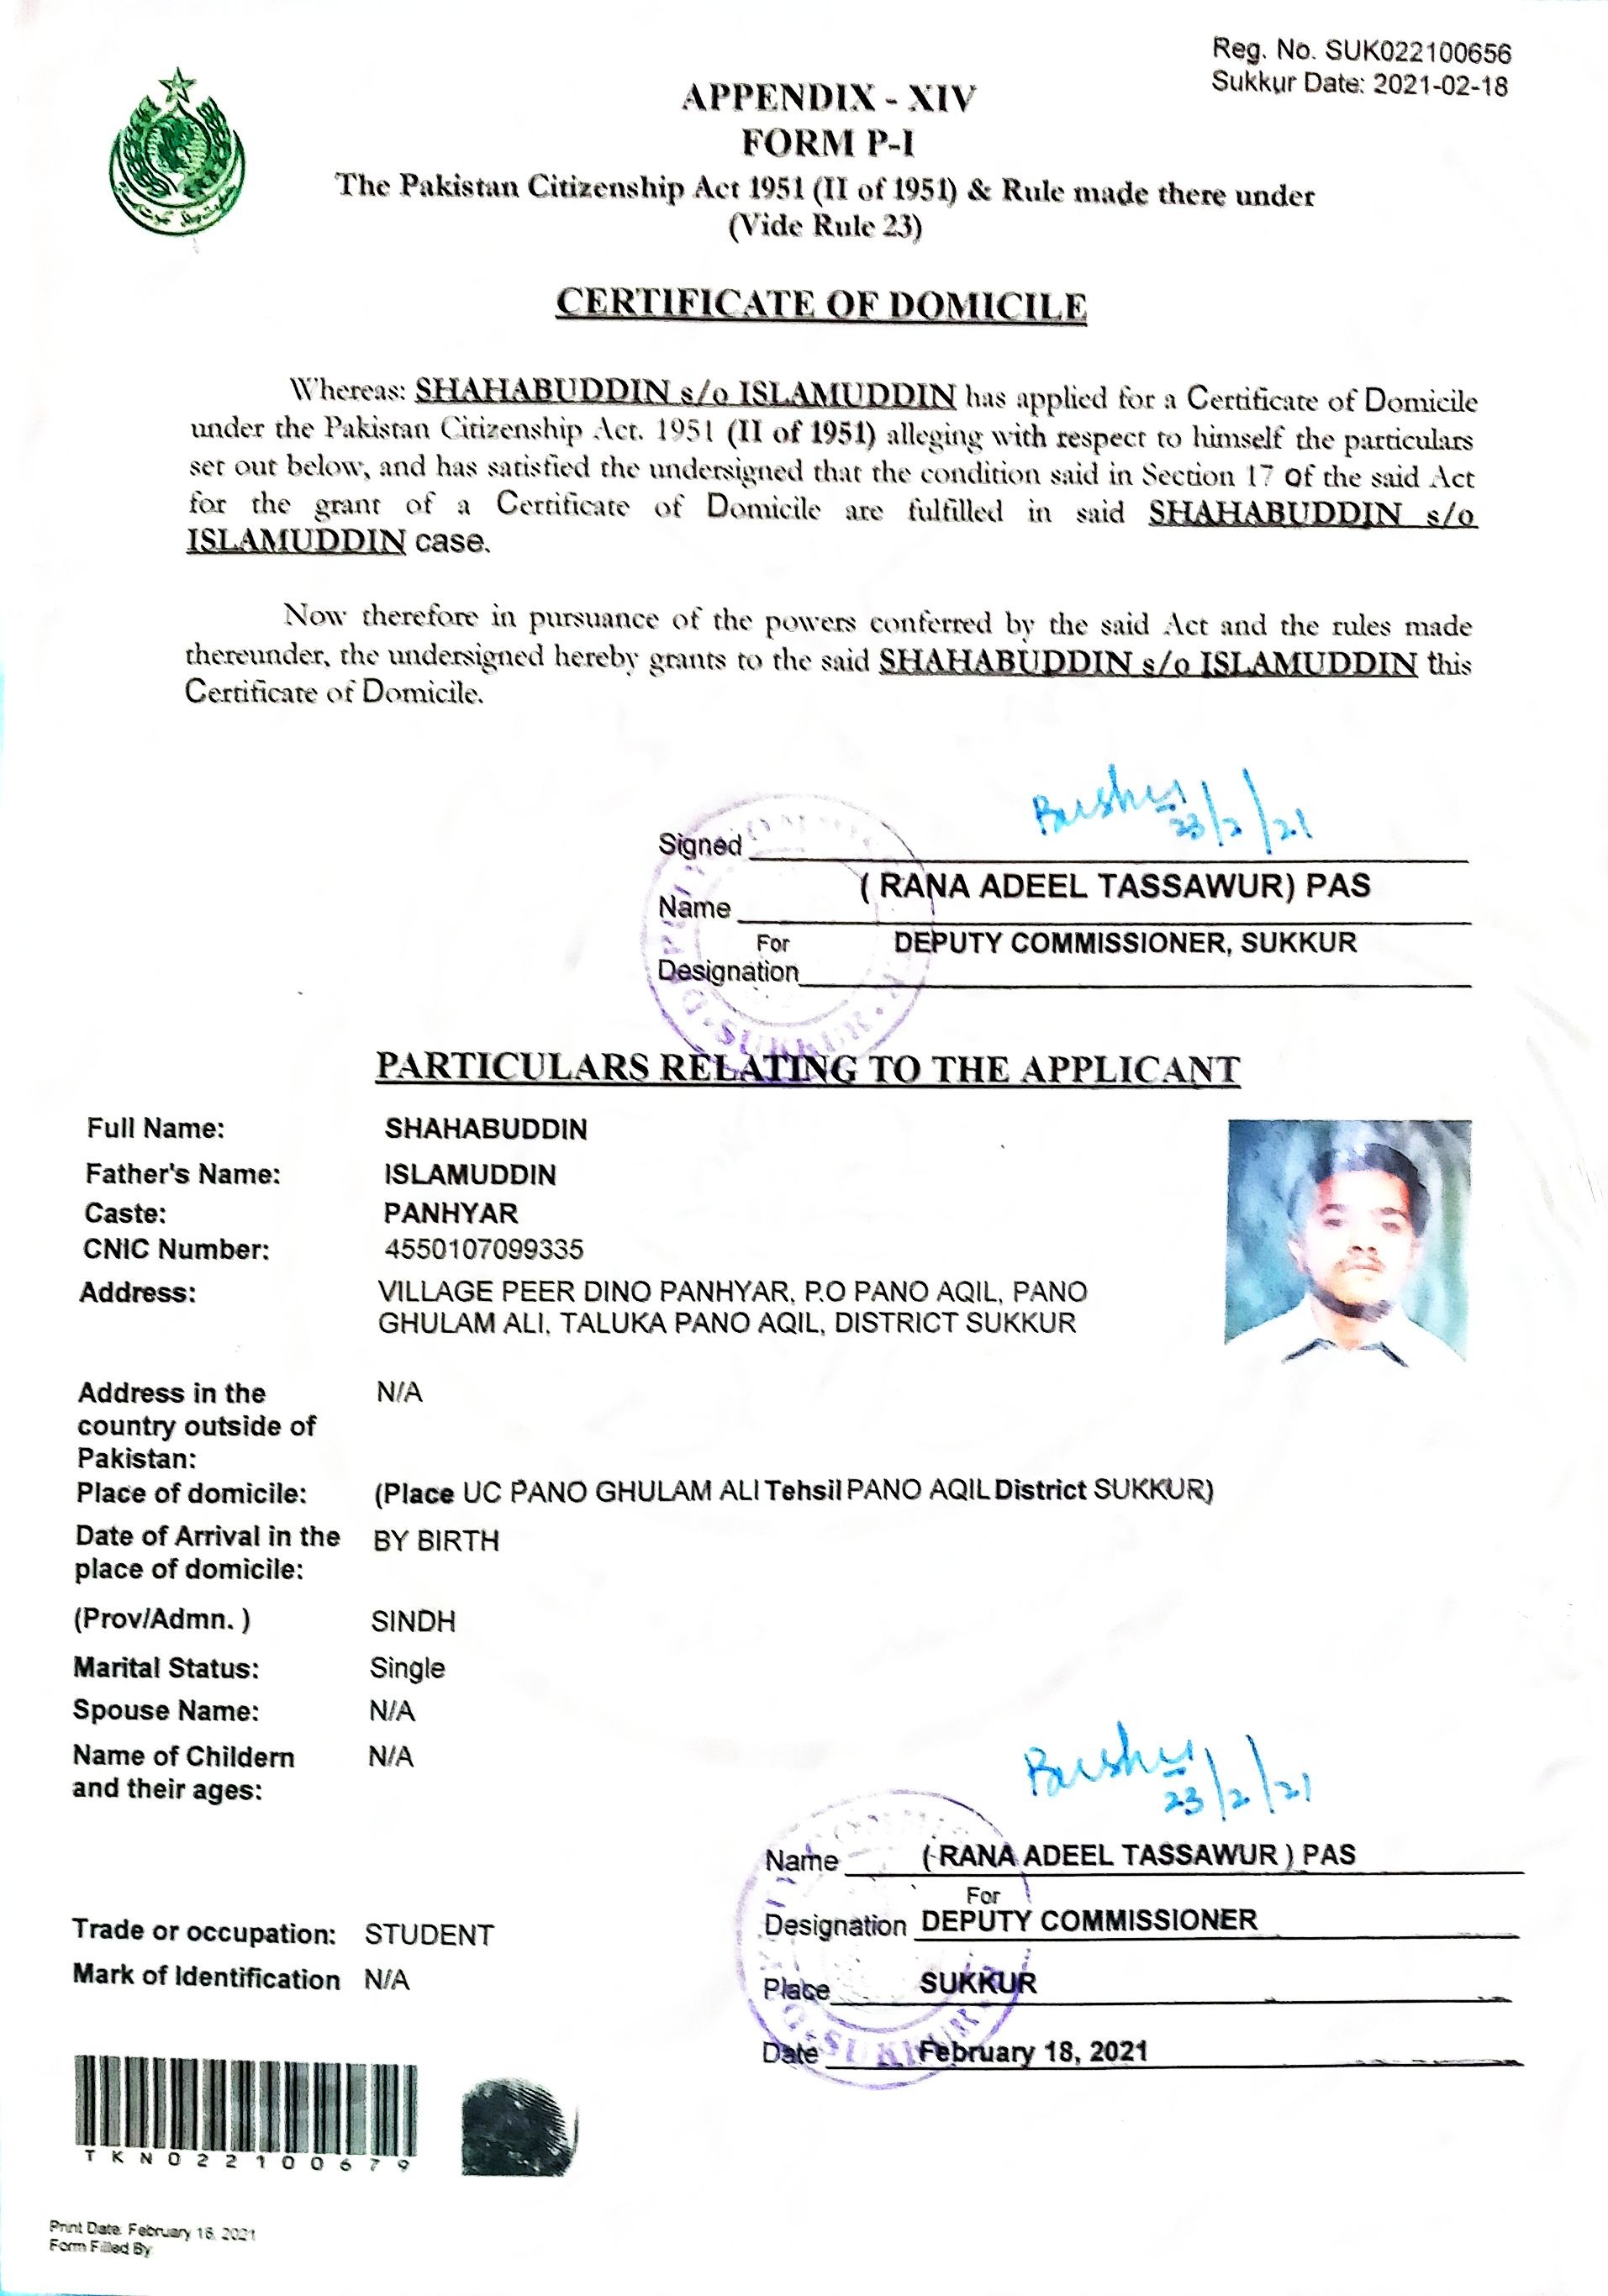 Reg. No. SUK022100656
Sukkur Date: 2021-02-18
APPENDIX - XIV
FORM P-I
The Pakistan Citizenship Act 1951 (II of 1951) & Rule made there under
(Vide Rule 23)
CERTIFICATE OF DOMICILE
Whereas: SHAHABUDDIN s/o ISLAMUDDIN has applied for a Certificate of Domicile
under the Pakistan Citizenship Act. 1951 (II of 1951) alleging with respect to himself the particulars
set out below, and has satisfied the undersigned that the condition said in Section 17 Of the said Act
for the grant of a Certificate of Domicile are fulfilled in said SHAHABUDDIN s/o
ISLAMUDDIN case.
Now therefore in pursuance of the powers conferred by the said Act and the rules made
thereunder, the undersigned hereby grants to the said SHAHABUDDIN s/o ISLAMUDDIN this
Certificate of Domicile.
23/2/21
Signed
( RANA ADEEL TASSAWUR) PAS
Name
For DEPUTY COMMISSIONER, SUKKUR
Designation
SUKKUR
PARTICULARS RELATING TO THE APPLICANT
Full Name: SHAHABUDDIN
Father's Name: ISLAMUDDIN
Caste: PANHYAR
CNIC Number: 4550107099335
Address: VILLAGE PEER DINO PANHYAR, P.O PANO AQIL, PANO
GHULAM ALI, TALUKA PANO AQIL, DISTRICT SUKKUR
Address in the N/A
country outside of
Pakistan:
Place of domicile: (Place UC PANO GHULAM ALI Tehsil PANO AQIL District SUKKUR)
Date of Arrival in the BY BIRTH
place of domicile:
(Prov/Admn. ) SINDH
Marital Status: Single
Spouse Name: N/A
Name of Childern N/A
and their ages:
23/2/21
Name ( RANA ADEEL TASSAWUR ) PAS
For
Designation DEPUTY COMMISSIONER
Trade or occupation: STUDENT
Mark of Identification N/A
Place SUKKUR
Date February 18, 2021
SUKKUR
TKN022100679
Print Date. February 18, 2021
Form Filled By